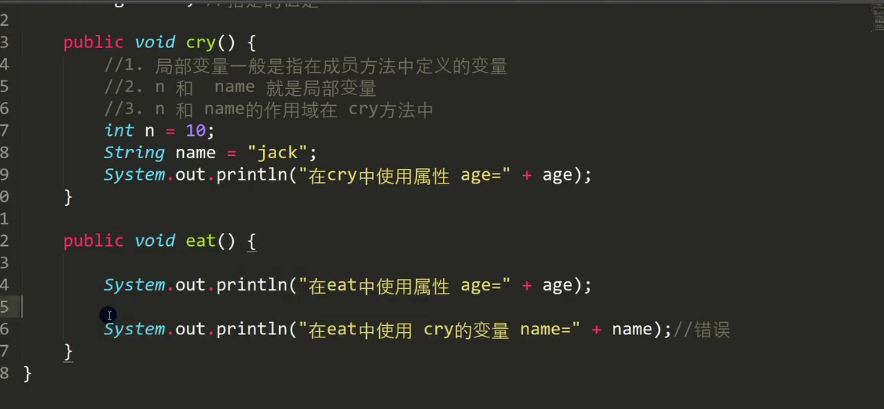 2
3 public void cry() {
4 //1. 局部变量一般是指在成员方法中定义的变量
5 //2. n 和  name 就是局部变量
6 //3. n 和 name的作用域在 cry方法中
7 int n = 10;
8 String name = "jack";
9 System.out.println("在cry中使用属性 age=" + age);
0 }
1
2 public void eat() {
3
4 System.out.println("在eat中使用属性 age=" + age);
5
6 System.out.println("在eat中使用 cry的变量 name=" + name);//错误
7 }
8 }